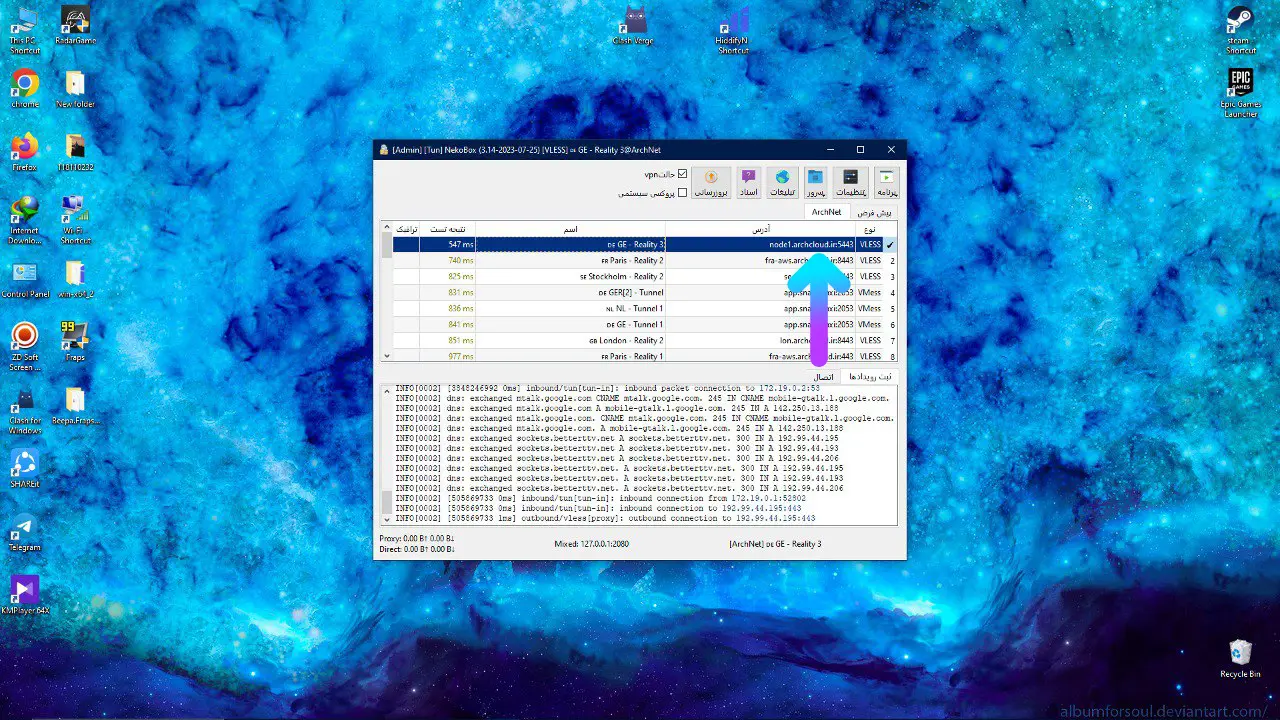 This PC
Shortcut
RadarGame
Clash Verge
HiddifyN
Shortcut
steam
Shortcut
chrome
New folder
EPIC
GAMES
Epic Games
Launcher
Firefox
118110232
Internet
Downlo...
Wi-Fi
Shortcut
Control Panel
win-xo1_2
ZD Soft
Screen ...
99
Fraps
Clash for
Windows
Beepa.Fraps...
SHAREit
Telegram
KMPlayer 64X
Recycle Bin
[Admin] [Tun] NekoBox (3.14-2023-07-25) [VLESS] DE GE - Reality 3@ArchNet
برنامه
تنظیمات
سرور
تبلیغات
اسناد
بروزرسانی
حالت vpn
پروکسی سیستمی
پیش فرض
ArchNet
نوع آدرس اسم نتیجه تست ترافیک
✔ VLESS node1.archcloud.ir:5443 DE GE - Reality 3 547 ms
2 VLESS fra-aws.arch :8443 FR Paris - Reality 2 740 ms
3 VLESS :8443 SE Stockholm - Reality 2 825 ms
4 VMess app.sna xi:2053 DE GER[2] - Tunnel 831 ms
5 VMess app.sna xi:2053 NL NL - Tunnel 1 836 ms
6 VMess app.sna xi:2053 DE GE - Tunnel 1 841 ms
7 VLESS lon.archc d.ir:8443 GB London - Reality 2 851 ms
8 VLESS fra-aws.arch d.ir:443 FR Paris - Reality 1 977 ms
ثبت رویدادها
اتصال
INFO[0002] [3348246992 0ms] inbound/tun[tun-in]: inbound packet connection to 172.19.0.2:53
INFO[0002] dns: exchanged mtalk.google.com CNAME mtalk.google.com. 245 IN CNAME mobile-gtalk.l.google.com.
INFO[0002] dns: exchanged mtalk.google.com A mobile-gtalk.l.google.com. 245 IN A 142.250.13.188
INFO[0002] dns: exchanged mtalk.google.com. CNAME mtalk.google.com. 245 IN CNAME mobile-gtalk.l.google.com.
INFO[0002] dns: exchanged mtalk.google.com. A mobile-gtalk.l.google.com. 245 IN A 142.250.13.188
INFO[0002] dns: exchanged sockets.betterttv.net A sockets.betterttv.net. 300 IN A 192.99.44.195
INFO[0002] dns: exchanged sockets.betterttv.net A sockets.betterttv.net. 300 IN A 192.99.44.193
INFO[0002] dns: exchanged sockets.betterttv.net A sockets.betterttv.net. 300 IN A 192.99.44.206
INFO[0002] dns: exchanged sockets.betterttv.net. A sockets.betterttv.net. 300 IN A 192.99.44.195
INFO[0002] dns: exchanged sockets.betterttv.net. A sockets.betterttv.net. 300 IN A 192.99.44.193
INFO[0002] dns: exchanged sockets.betterttv.net. A sockets.betterttv.net. 300 IN A 192.99.44.206
INFO[0002] [505869733 0ms] inbound/tun[tun-in]: inbound connection from 172.19.0.1:52802
INFO[0002] [505869733 0ms] inbound/tun[tun-in]: inbound connection to 192.99.44.195:443
INFO[0002] [505869733 1ms] outbound/vless[proxy]: outbound connection to 192.99.44.195:443
Proxy: 0.00 B↑ 0.00 B↓
Direct: 0.00 B↑ 0.00 B↓
Mixed: 127.0.0.1:2080
[ArchNet] DE GE - Reality 3
albumforsoul.deviantart.com/